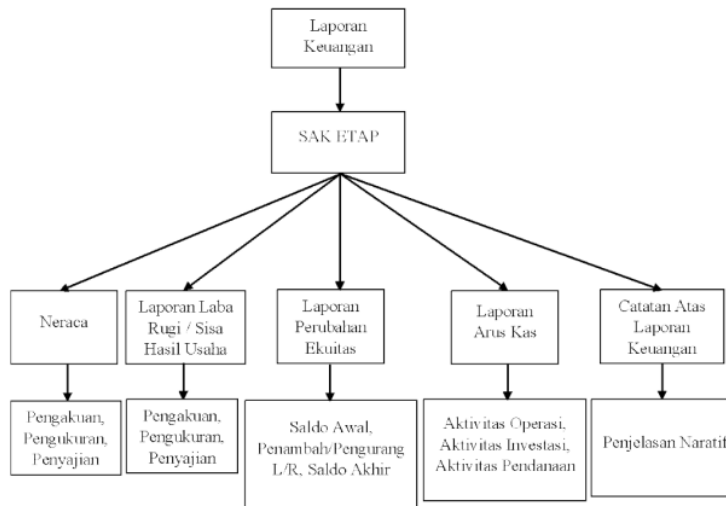 Laporan
Keuangan
SAK ETAP
Neraca
Laporan Laba
Rugi / Sisa
Hasil Usaha
Laporan
Perubahan
Ekuitas
Laporan
Arus Kas
Catatan Atas
Laporan
Keuangan
Pengakuan,
Pengukuran,
Penyajian
Pengakuan,
Pengukuran,
Penyajian
Saldo Awal,
Penambah/Pengurang
L/R, Saldo Akhir
Aktivitas Operasi,
Aktivitas Investasi,
Aktivitas Pendanaan
Penjelasan Naratif